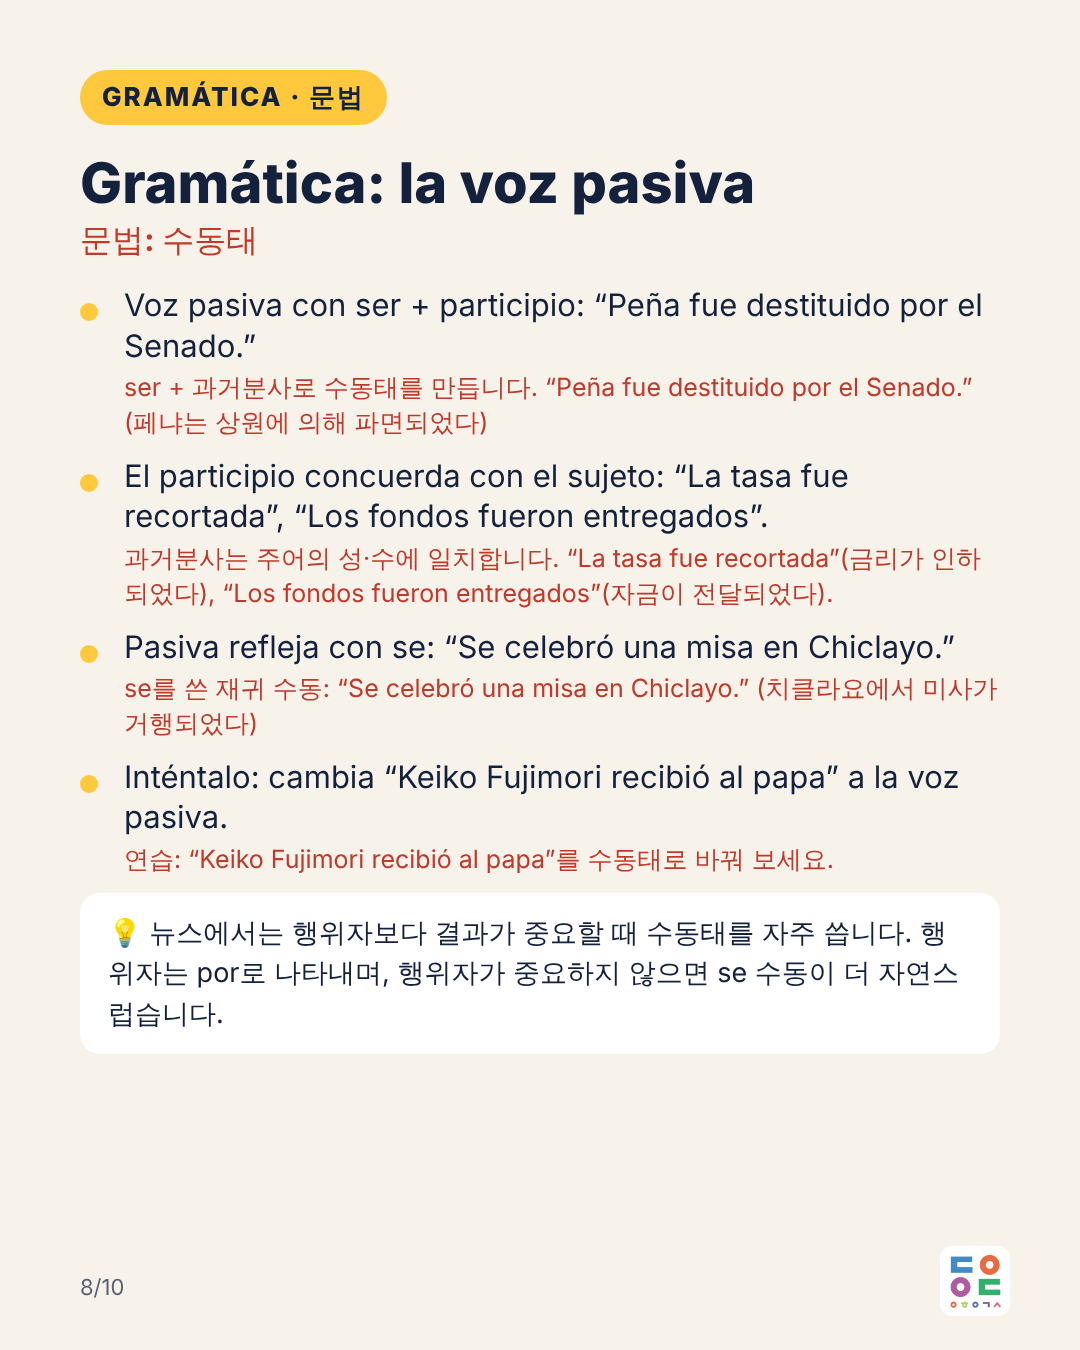 GRAMÁTICA · 문법
Gramática: la voz pasiva
문법: 수동태
Voz pasiva con ser + participio: “Peña fue destituido por el
Senado.”
ser + 과거분사로 수동태를 만듭니다. “Peña fue destituido por el Senado.”
(페냐는 상원에 의해 파면되었다)
El participio concuerda con el sujeto: “La tasa fue
recortada”, “Los fondos fueron entregados”.
과거분사는 주어의 성·수에 일치합니다. “La tasa fue recortada”(금리가 인하
되었다), “Los fondos fueron entregados”(자금이 전달되었다).
Pasiva refleja con se: “Se celebró una misa en Chiclayo.”
se를 쓴 재귀 수동: “Se celebró una misa en Chiclayo.” (치클라요에서 미사가
거행되었다)
Inténtalo: cambia “Keiko Fujimori recibió al papa” a la voz
pasiva.
연습: “Keiko Fujimori recibió al papa”를 수동태로 바꿔 보세요.
💡 뉴스에서는 행위자보다 결과가 중요할 때 수동태를 자주 씁니다. 행
위자는 por로 나타내며, 행위자가 중요하지 않으면 se 수동이 더 자연스
럽습니다.
8/10